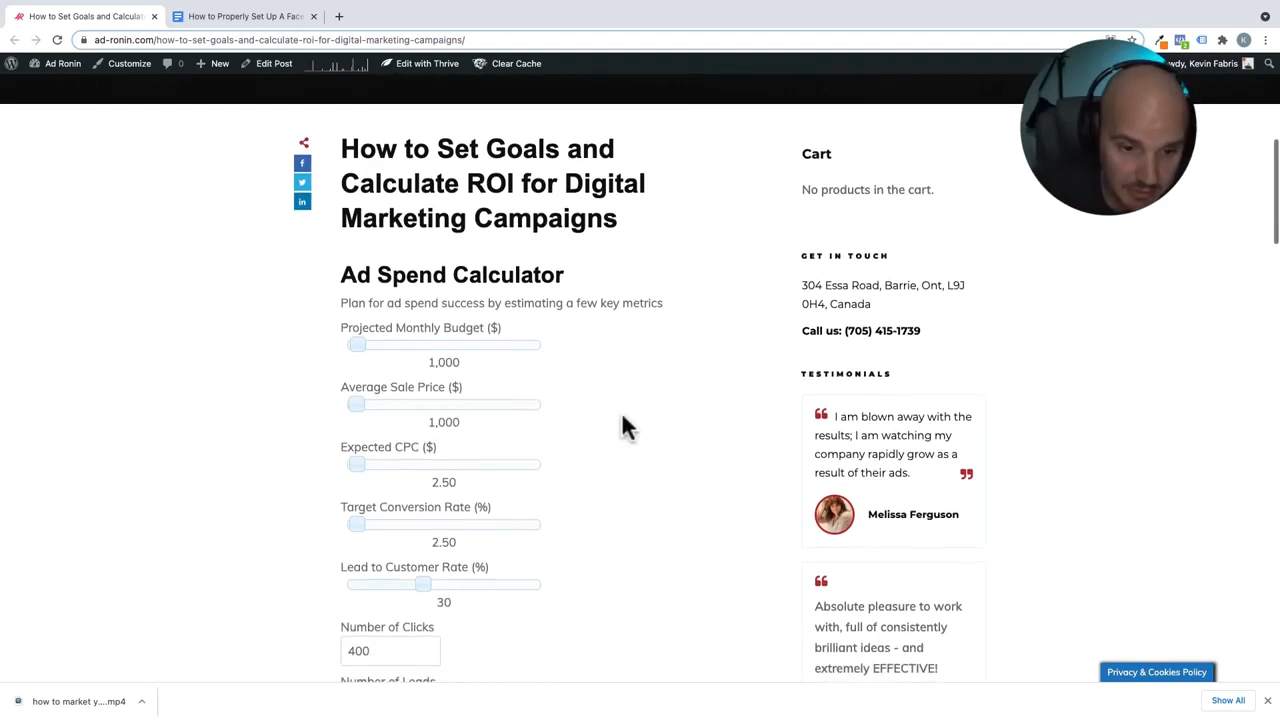 How to Set Goals and Calculat
How to Properly Set Up A Face
ad-ronin.com/how-to-set-goals-and-calculate-roi-for-digital-marketing-campaigns/
K
Ad Ronin
Customize
0
New
Edit Post
Edit with Thrive
Clear Cache
wdy, Kevin Fabris
How to Set Goals and
Calculate ROI for Digital
Marketing Campaigns
Ad Spend Calculator
Plan for ad spend success by estimating a few key metrics
Projected Monthly Budget ($)
1,000
Average Sale Price ($)
1,000
Expected CPC ($)
2.50
Target Conversion Rate (%)
2.50
Lead to Customer Rate (%)
30
Number of Clicks
400
Number of Leads
Cart
No products in the cart.
GET IN TOUCH
304 Essa Road, Barrie, Ont, L9J
0H4, Canada
Call us: (705) 415-1739
TESTIMONIALS
I am blown away with the
results; I am watching my
company rapidly grow as a
result of their ads.
Melissa Ferguson
Absolute pleasure to work
with, full of consistently
brilliant ideas - and
extremely EFFECTIVE!
Privacy & Cookies Policy
how to market y....mp4
Show All